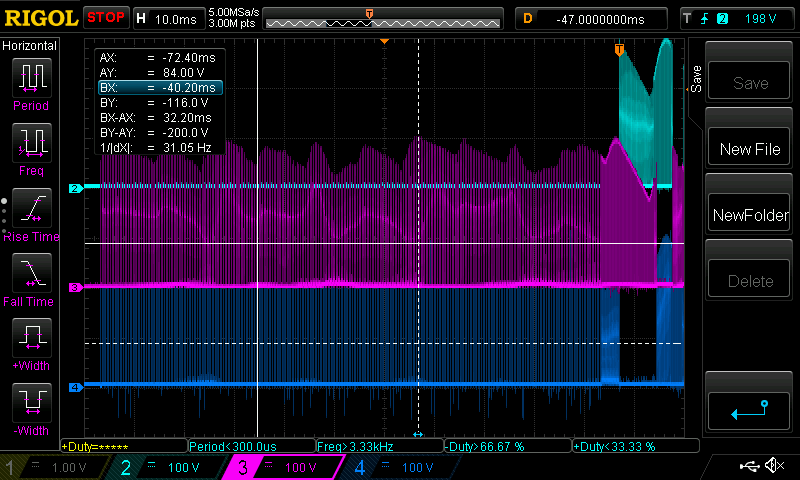 RIGOL STOP H 10.0ms 5.00MSa/s 3.00M pts T D -47.0000000ms T 2 198 V
Horizontal
Period
Freq
Rise Time
Fall Time
+Width
-Width
AX: = -72.40ms
AY: = 84.00 V
BX: = -40.20ms
BY: = -116.0 V
BX-AX: = 32.20ms
BY-AY: = -200.0 V
1/|dX|: = 31.05 Hz
T
2
3
4
Save
Save
New File
NewFolder
Delete
+Duty=***** Period<300.0us Freq>3.33kHz -Duty>66.67 % +Duty<33.33 %
1 = 1.00 V 2 = 100 V 3 = 100 V 4 = 100 V